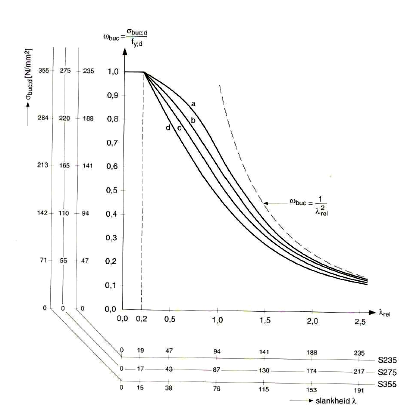 ωbuc = σbuc;d / fy;d
σbuc;d [N/mm²]
355 275 235 1,0
0,9
284 220 188 0,8
0,7
213 165 141 0,6
0,5
142 110 94 0,4
0,3
71 55 47 0,2
0,1
0 0 0 0,0
a
b
d c
ωbuc = 1 / λ²rel
0,0 0,2 0,5 1,0 1,5 2,0 2,5 λrel
0 19 47 94 141 188 235 S235
0 17 43 87 130 174 217 S275
0 15 38 76 115 153 191 S355
slankheid λ